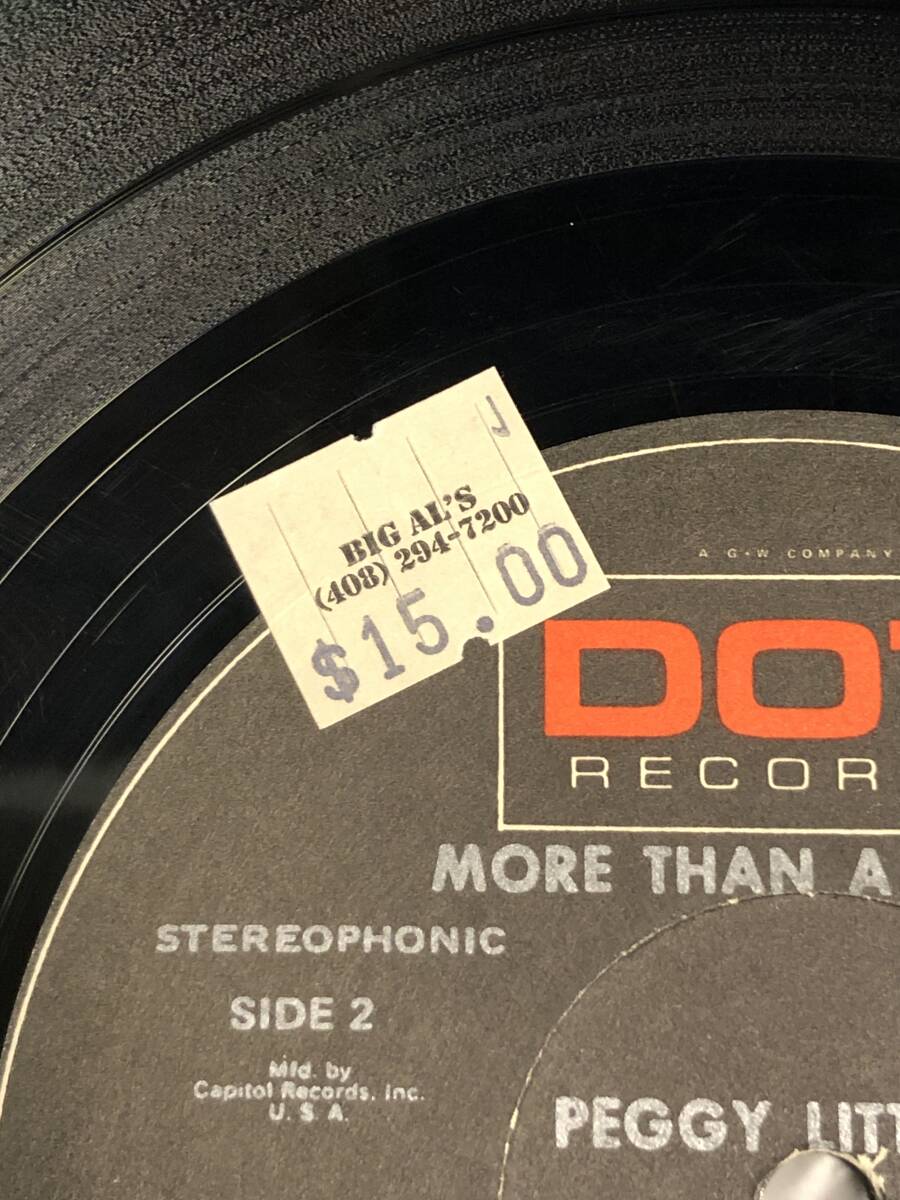 J
BIG AL'S
(408) 294-7200
$15.00
A G+W COMPANY
DOT
RECOR
MORE THAN A
STEREOPHONIC
SIDE 2
Mfd. by
Capitol Records, Inc.
U. S. A.
PEGGY LITT